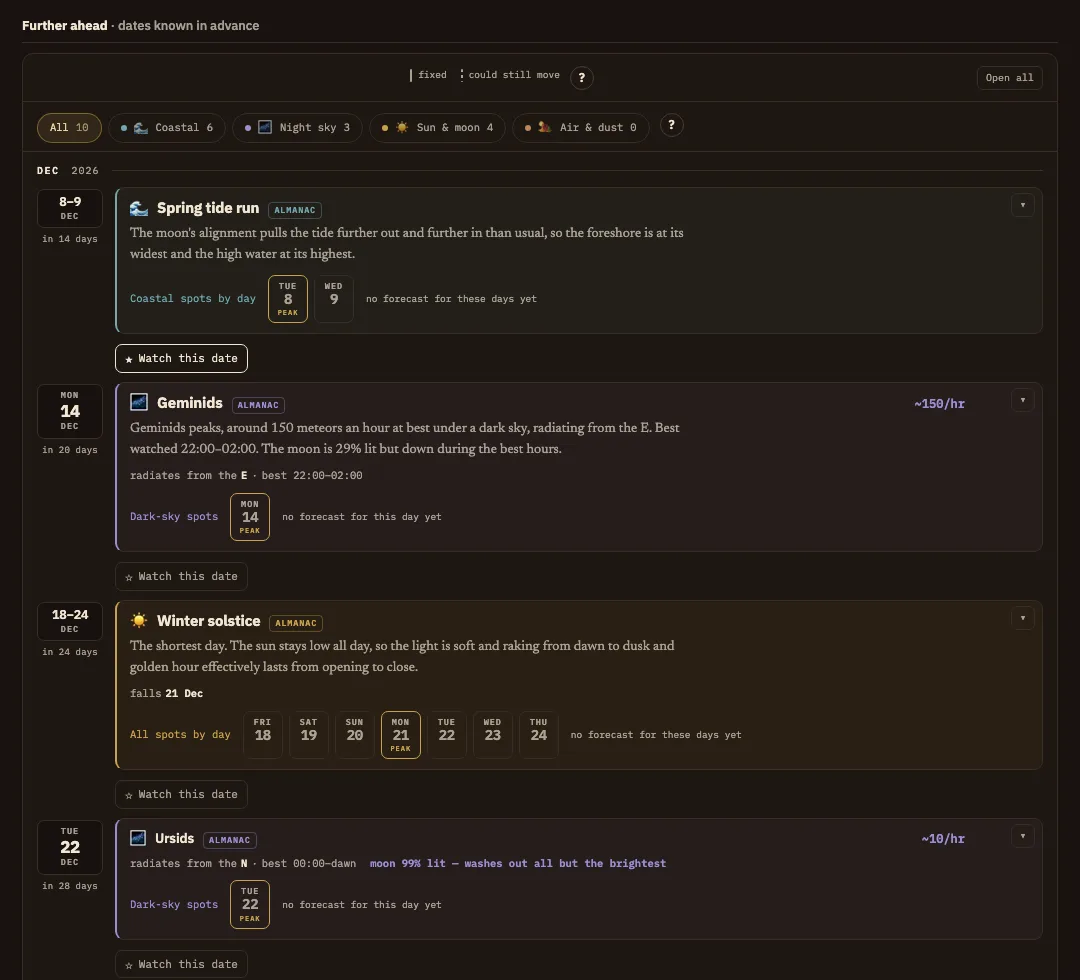 Further ahead · dates known in advance
fixed could still move ?
Open all
All 10 Coastal 6 Night sky 3 Sun & moon 4 Air & dust 0 ?
DEC 2026
8–9
DEC
in 14 days
Spring tide run ALMANAC
The moon's alignment pulls the tide further out and further in than usual, so the foreshore is at its
widest and the high water at its highest.
Coastal spots by day
TUE
8
PEAK
WED
9
no forecast for these days yet
★ Watch this date
MON
14
DEC
in 20 days
Geminids ALMANAC
~150/hr
Geminids peaks, around 150 meteors an hour at best under a dark sky, radiating from the E. Best
watched 22:00–02:00. The moon is 29% lit but down during the best hours.
radiates from the E · best 22:00–02:00
Dark-sky spots
MON
14
PEAK
no forecast for this day yet
☆ Watch this date
18–24
DEC
in 24 days
Winter solstice ALMANAC
The shortest day. The sun stays low all day, so the light is soft and raking from dawn to dusk and
golden hour effectively lasts from opening to close.
falls 21 Dec
All spots by day
FRI
18
SAT
19
SUN
20
MON
21
PEAK
TUE
22
WED
23
THU
24
no forecast for these days yet
☆ Watch this date
TUE
22
DEC
in 28 days
Ursids ALMANAC
~10/hr
radiates from the N · best 00:00–dawn moon 99% lit — washes out all but the brightest
Dark-sky spots
TUE
22
PEAK
no forecast for this day yet
☆ Watch this date